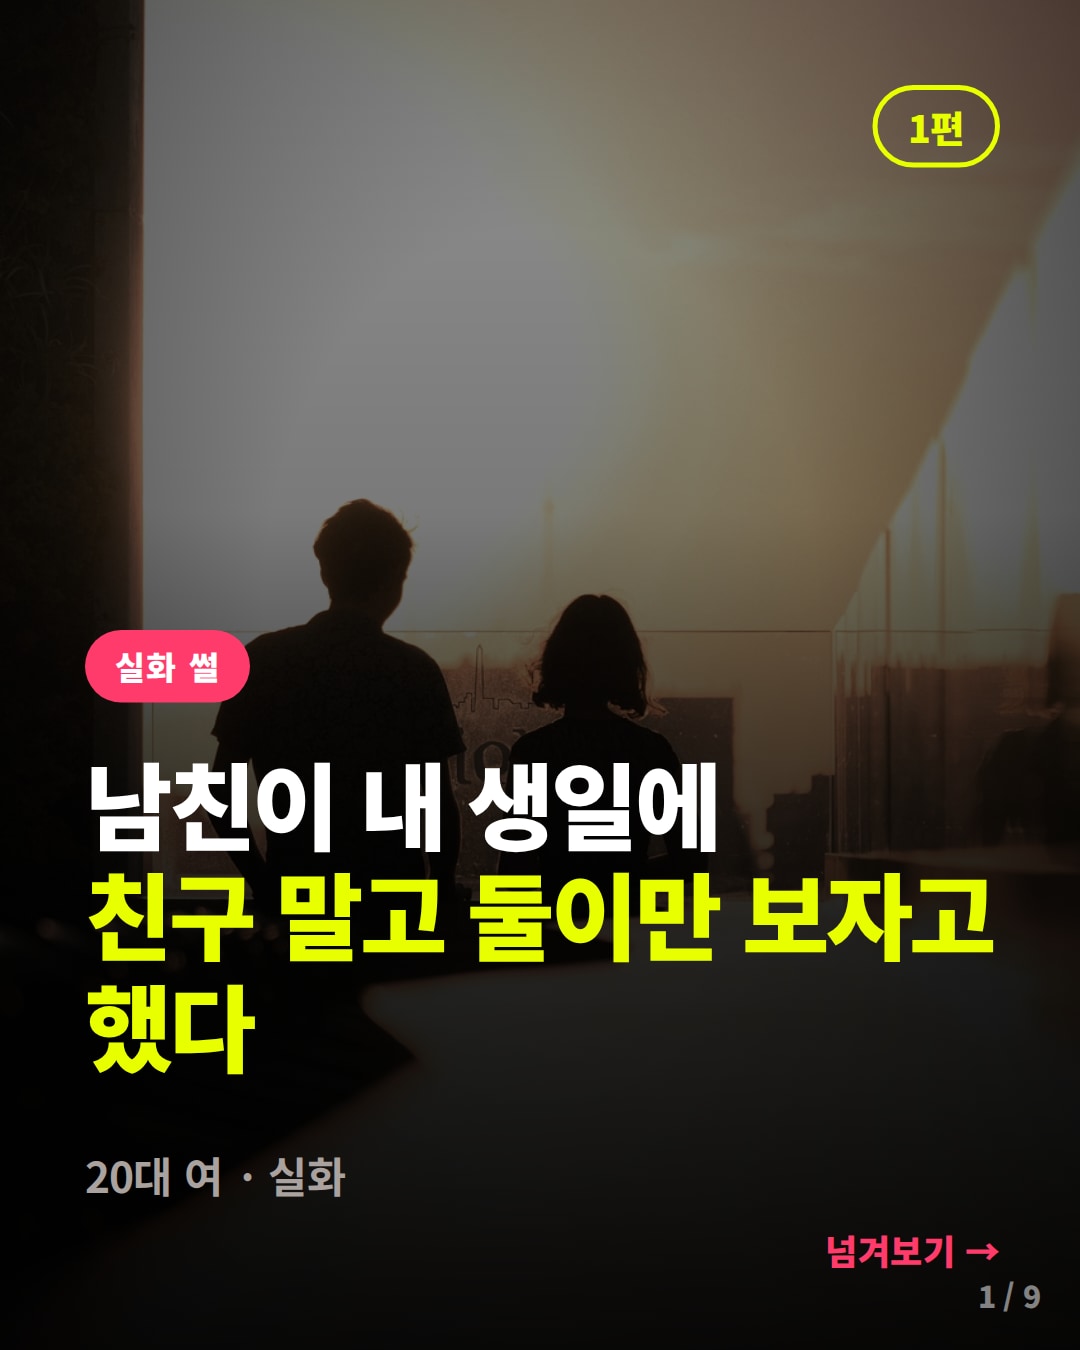 1편
실화 썰
남친이 내 생일에
친구 말고 둘이만 보자고
했다
20대 여 · 실화
넘겨보기 →
1 / 9